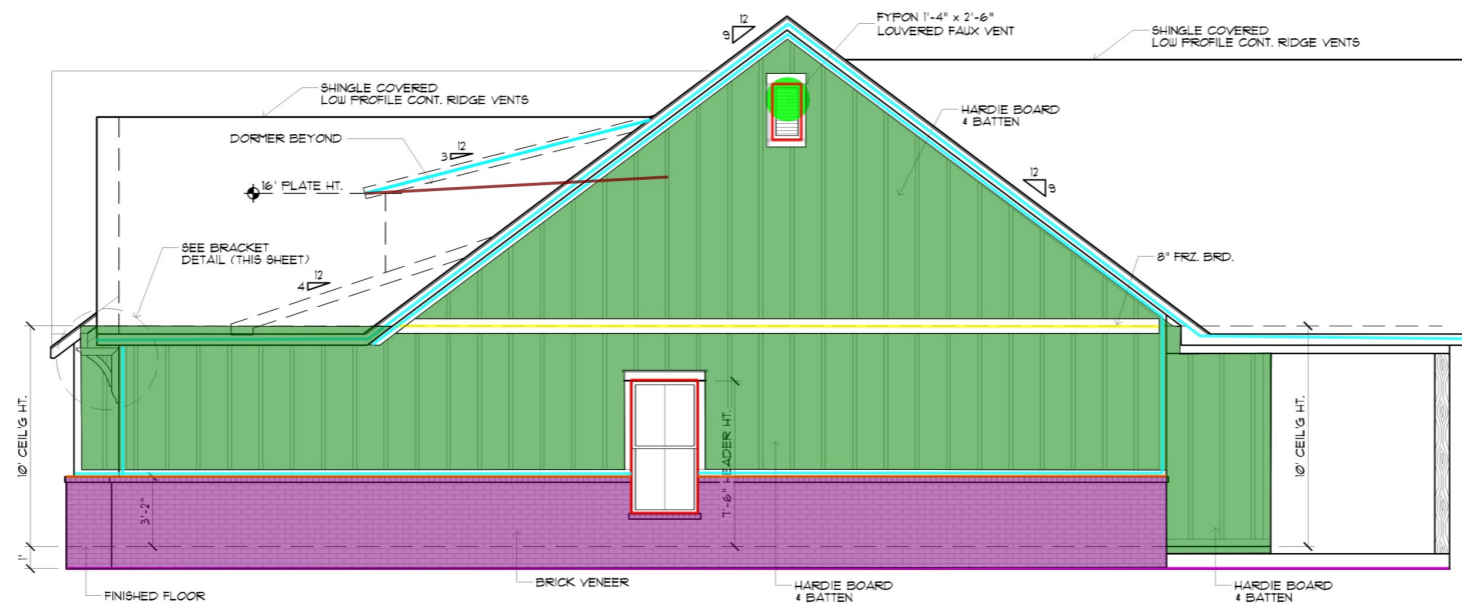 12
9
FYPON 1'-4" x 2'-6"
LOUVERED FAUX VENT
SHINGLE COVERED
LOW PROFILE CONT. RIDGE VENTS
SHINGLE COVERED
LOW PROFILE CONT. RIDGE VENTS
HARDIE BOARD
& BATTEN
DORMER BEYOND
12
3
12
9
16' PLATE HT.
SEE BRACKET
DETAIL (THIS SHEET)
12
4
8" FRZ. BRD.
10' CEIL'G HT.
7'-6" HEADER HT.
10' CEIL'G HT.
3'-2"
1'
FINISHED FLOOR
BRICK VENEER
HARDIE BOARD
& BATTEN
HARDIE BOARD
& BATTEN